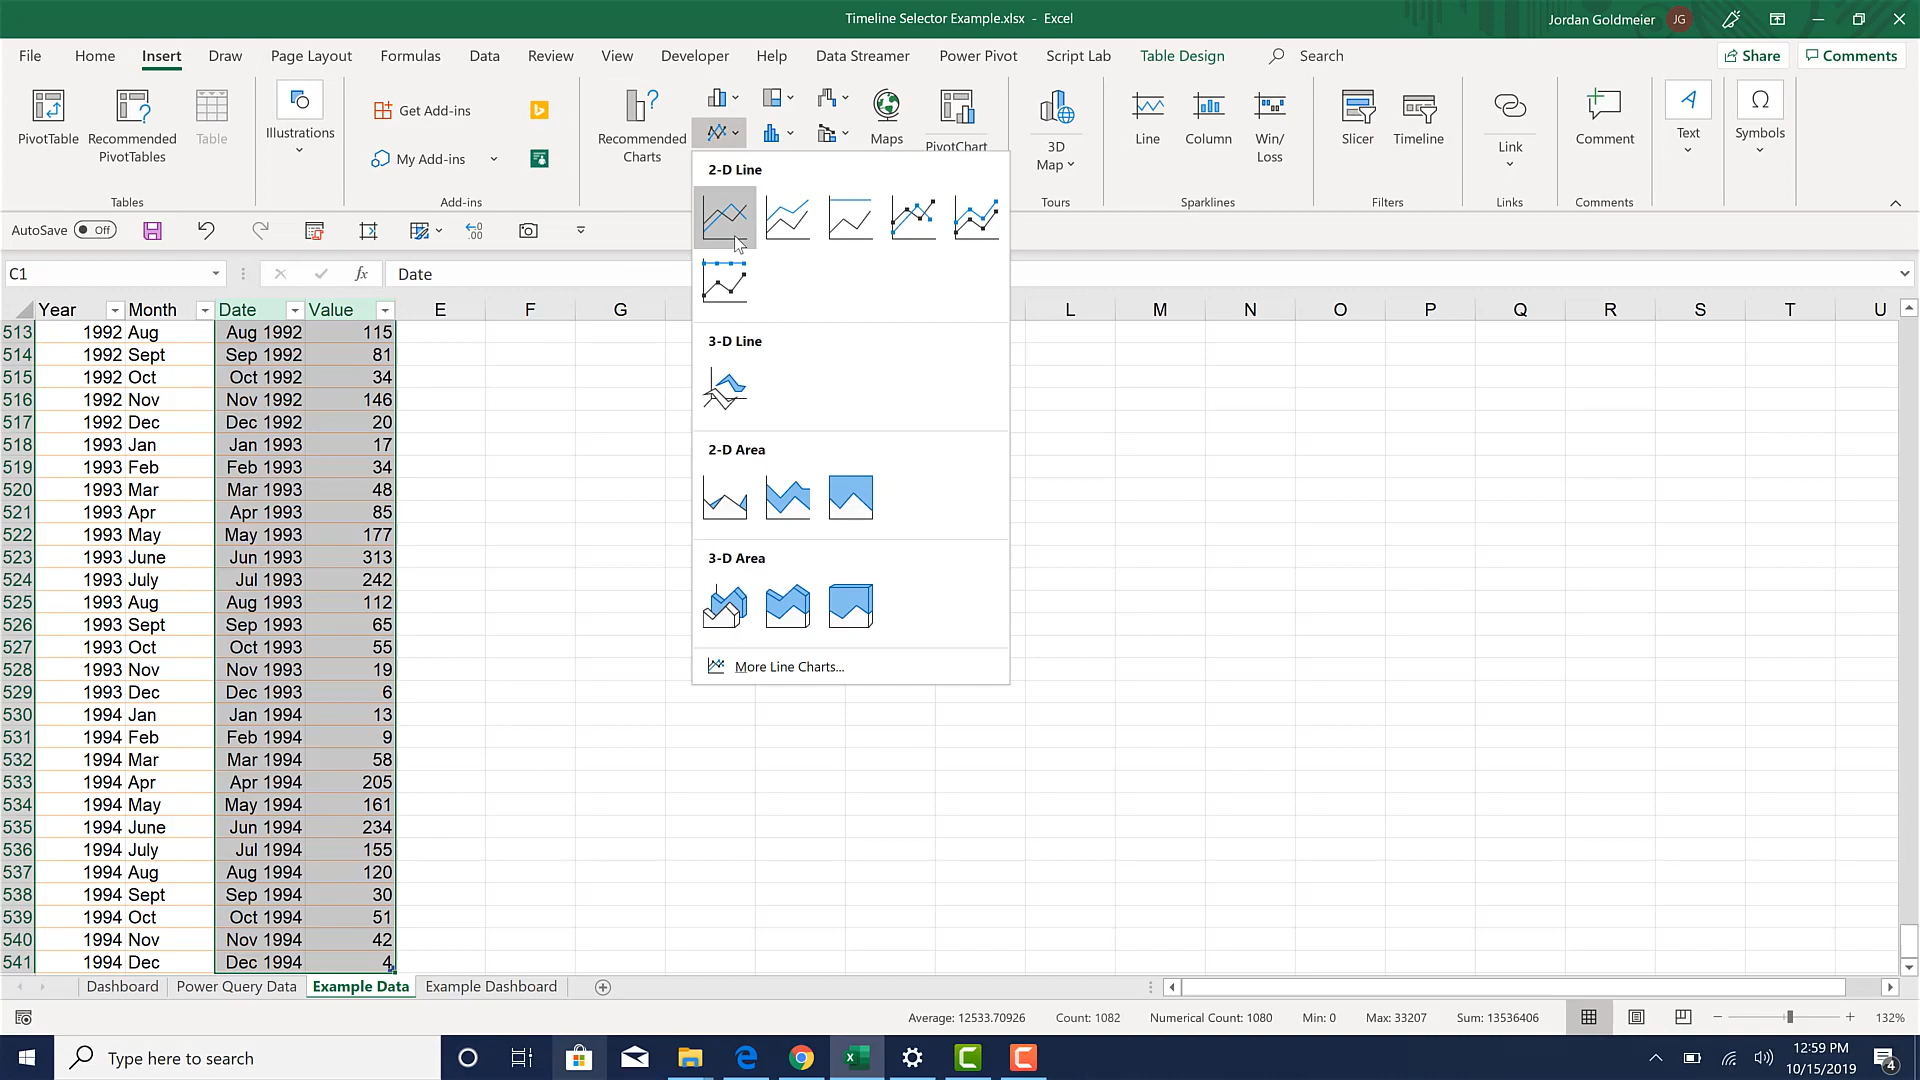 Timeline Selector Example.xlsx - Excel
Jordan Goldmeier JG
File Home Insert Draw Page Layout Formulas Data Review View Developer Help Data Streamer Power Pivot Script Lab Table Design Search Share Comments
PivotTable
Recommended PivotTables
Table
Tables
Illustrations
Get Add-ins
My Add-ins
Add-ins
Recommended Charts
Maps
PivotChart
3D Map
Tours
Line
Column
Win/ Loss
Sparklines
Slicer
Timeline
Filters
Link
Links
Comment
Comments
Text
Symbols
AutoSave Off
C1 fx Date
2-D Line
3-D Line
2-D Area
3-D Area
More Line Charts...
Year Month Date Value E F G L M N O P Q R S T U
513 1992 Aug Aug 1992 115
514 1992 Sept Sep 1992 81
515 1992 Oct Oct 1992 34
516 1992 Nov Nov 1992 146
517 1992 Dec Dec 1992 20
518 1993 Jan Jan 1993 17
519 1993 Feb Feb 1993 34
520 1993 Mar Mar 1993 48
521 1993 Apr Apr 1993 85
522 1993 May May 1993 177
523 1993 June Jun 1993 313
524 1993 July Jul 1993 242
525 1993 Aug Aug 1993 112
526 1993 Sept Sep 1993 65
527 1993 Oct Oct 1993 55
528 1993 Nov Nov 1993 19
529 1993 Dec Dec 1993 6
530 1994 Jan Jan 1994 13
531 1994 Feb Feb 1994 9
532 1994 Mar Mar 1994 58
533 1994 Apr Apr 1994 205
534 1994 May May 1994 161
535 1994 June Jun 1994 234
536 1994 July Jul 1994 155
537 1994 Aug Aug 1994 120
538 1994 Sept Sep 1994 30
539 1994 Oct Oct 1994 51
540 1994 Nov Nov 1994 42
541 1994 Dec Dec 1994 4
Dashboard Power Query Data Example Data Example Dashboard
Average: 12533.70926 Count: 1082 Numerical Count: 1080 Min: 0 Max: 33207 Sum: 13536406 132%
Type here to search
12:59 PM
10/15/2019
4